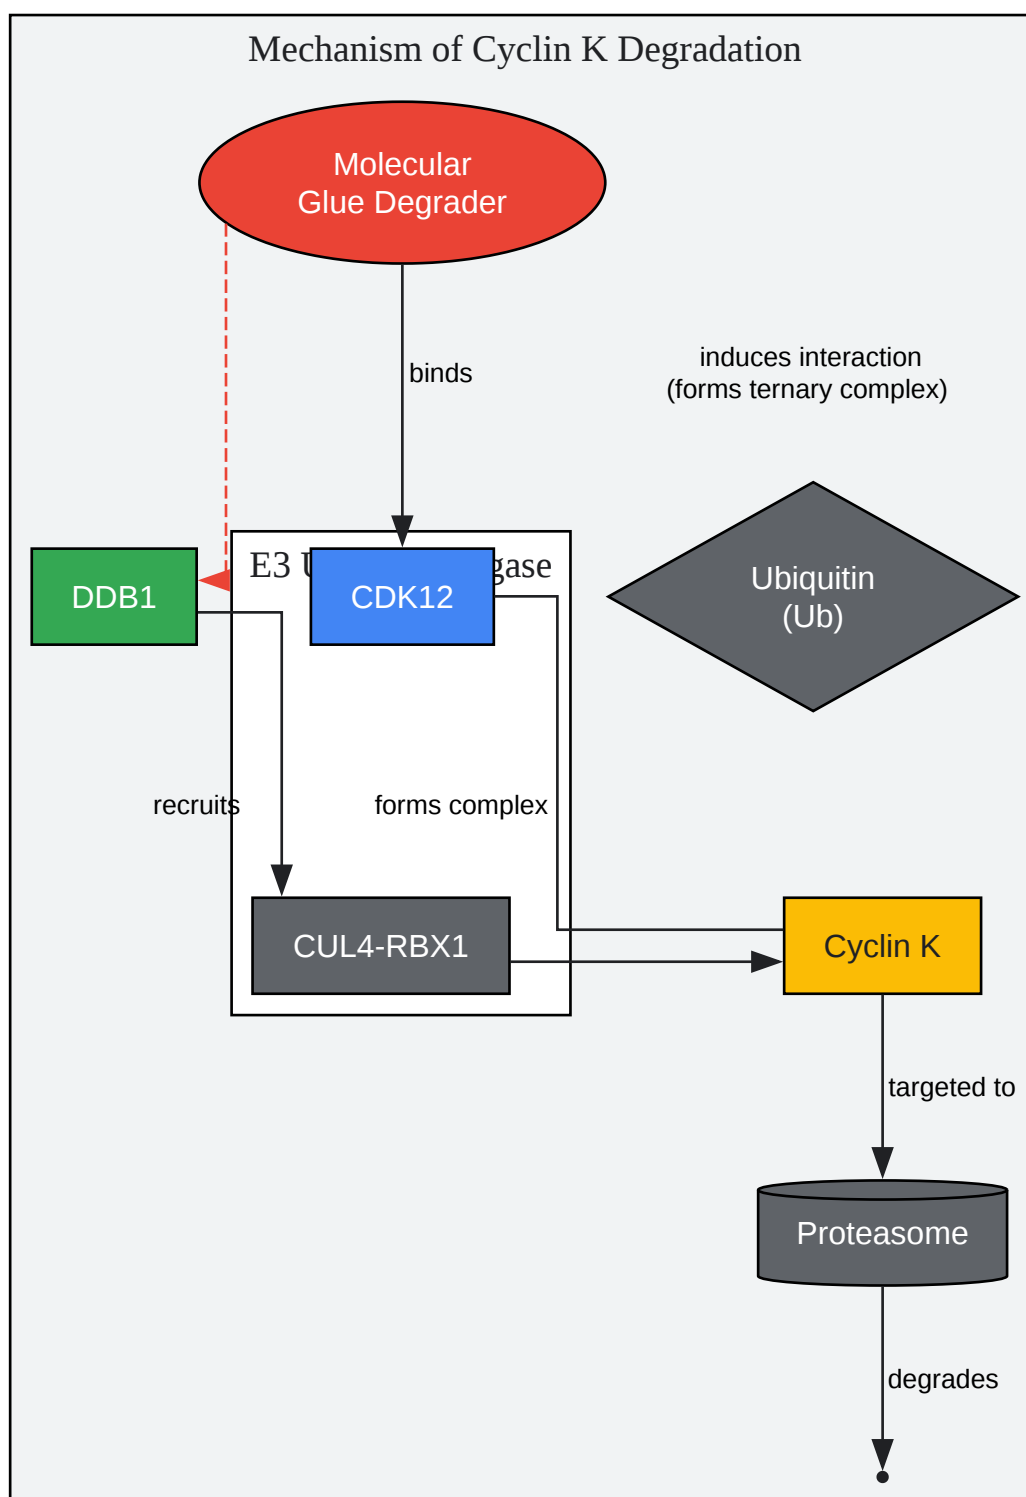 Mechanism of Cyclin K Degradation
Molecular
Glue Degrader
binds
induces interaction
(forms ternary complex)
E3
DDB1
CDK12
Ubiquitin
(Ub)
recruits
forms complex
CUL4-RBX1
Cyclin K
targeted to
Proteasome
degrades